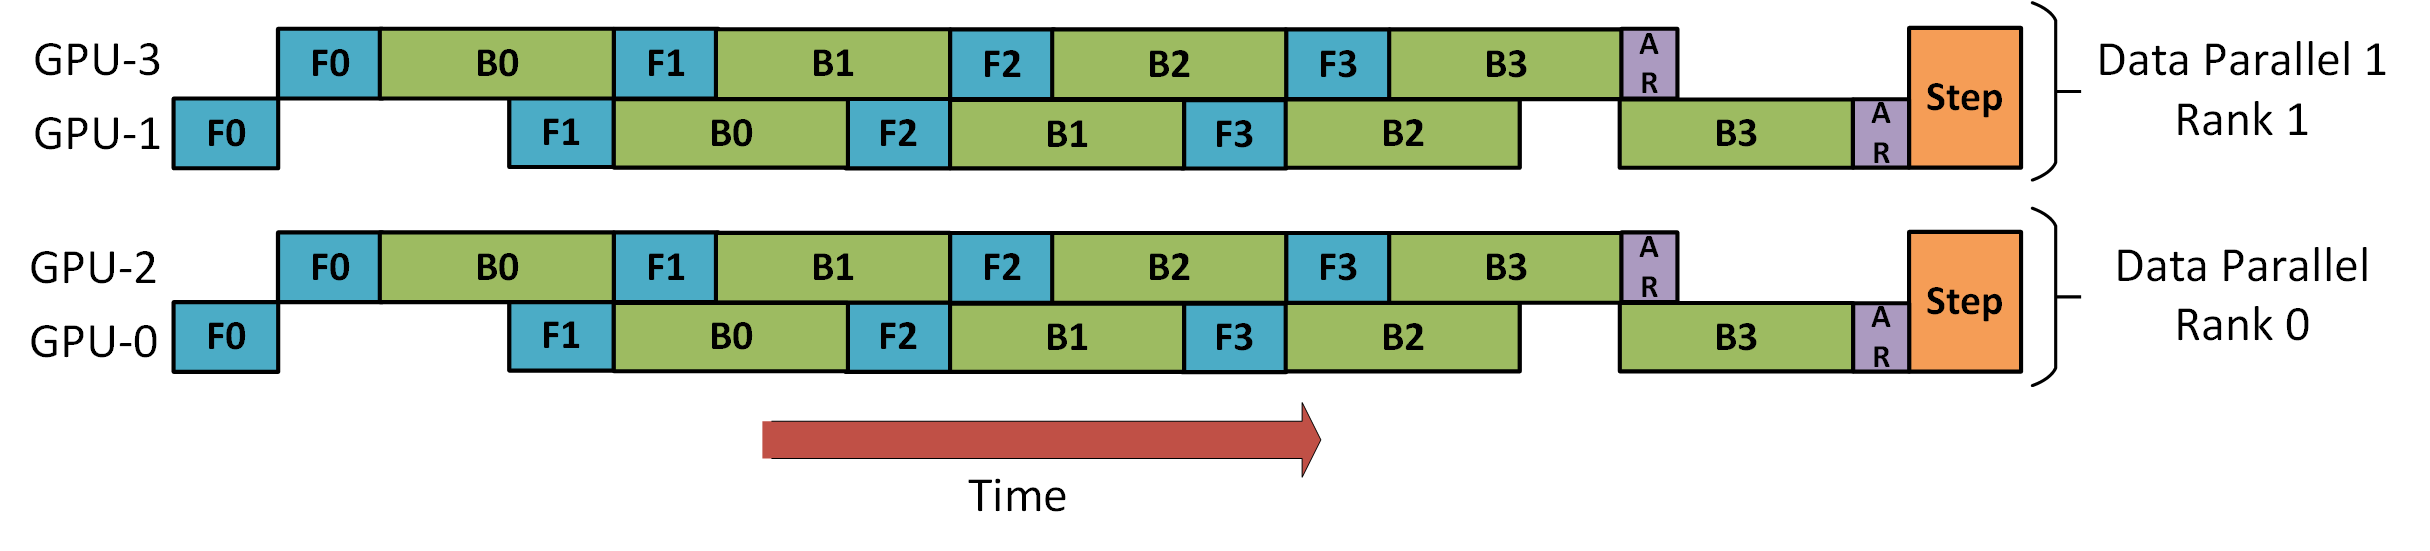 GPU-3 F0 B0 F1 B1 F2 B2 F3 B3 A R
GPU-1 F0 F1 B0 F2 B1 F3 B2 B3 A R Step
Data Parallel 1
Rank 1
GPU-2 F0 B0 F1 B1 F2 B2 F3 B3 A R
GPU-0 F0 F1 B0 F2 B1 F3 B2 B3 A R Step
Data Parallel
Rank 0
Time